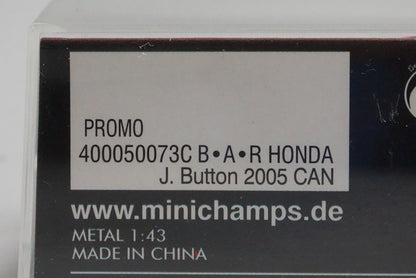 PROMO
400050073C B•A•R HONDA
J. Button 2005 CAN
www.minichamps.de
METAL 1:43
MADE IN CHINA